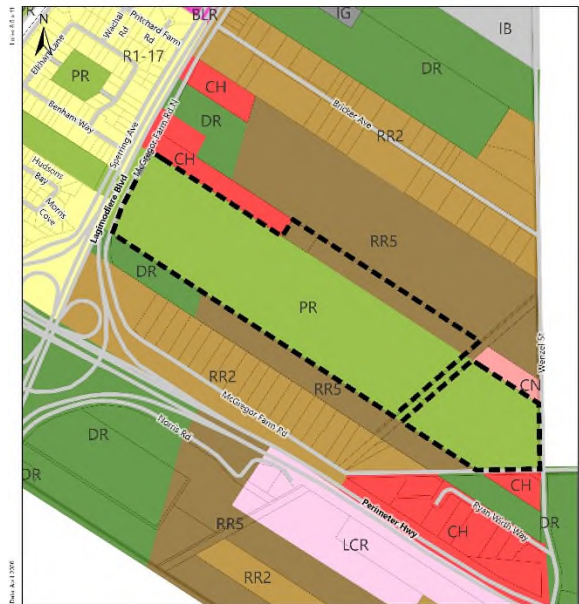 N
BLR
IG
IB
Wachal
Rd
Pritchard Farm
Rd
Elkhorn Lane
R1-17
DR
PR
CH
Bricker Ave
Benham Way
Sperring Ave
McGregor Farm Rd N
DR
RR2
CH
Hudsons
Bay
Morris
Cove
Lagimodiere Blvd
RR5
DR
PR
Wenzel St
RR2
RR5
CN
McGregor Farm Rd
DR
Norris Rd
CH
DR
Perimeter Hwy
Ryan Wirth Way
DR
RR5
CH
LCR
RR2